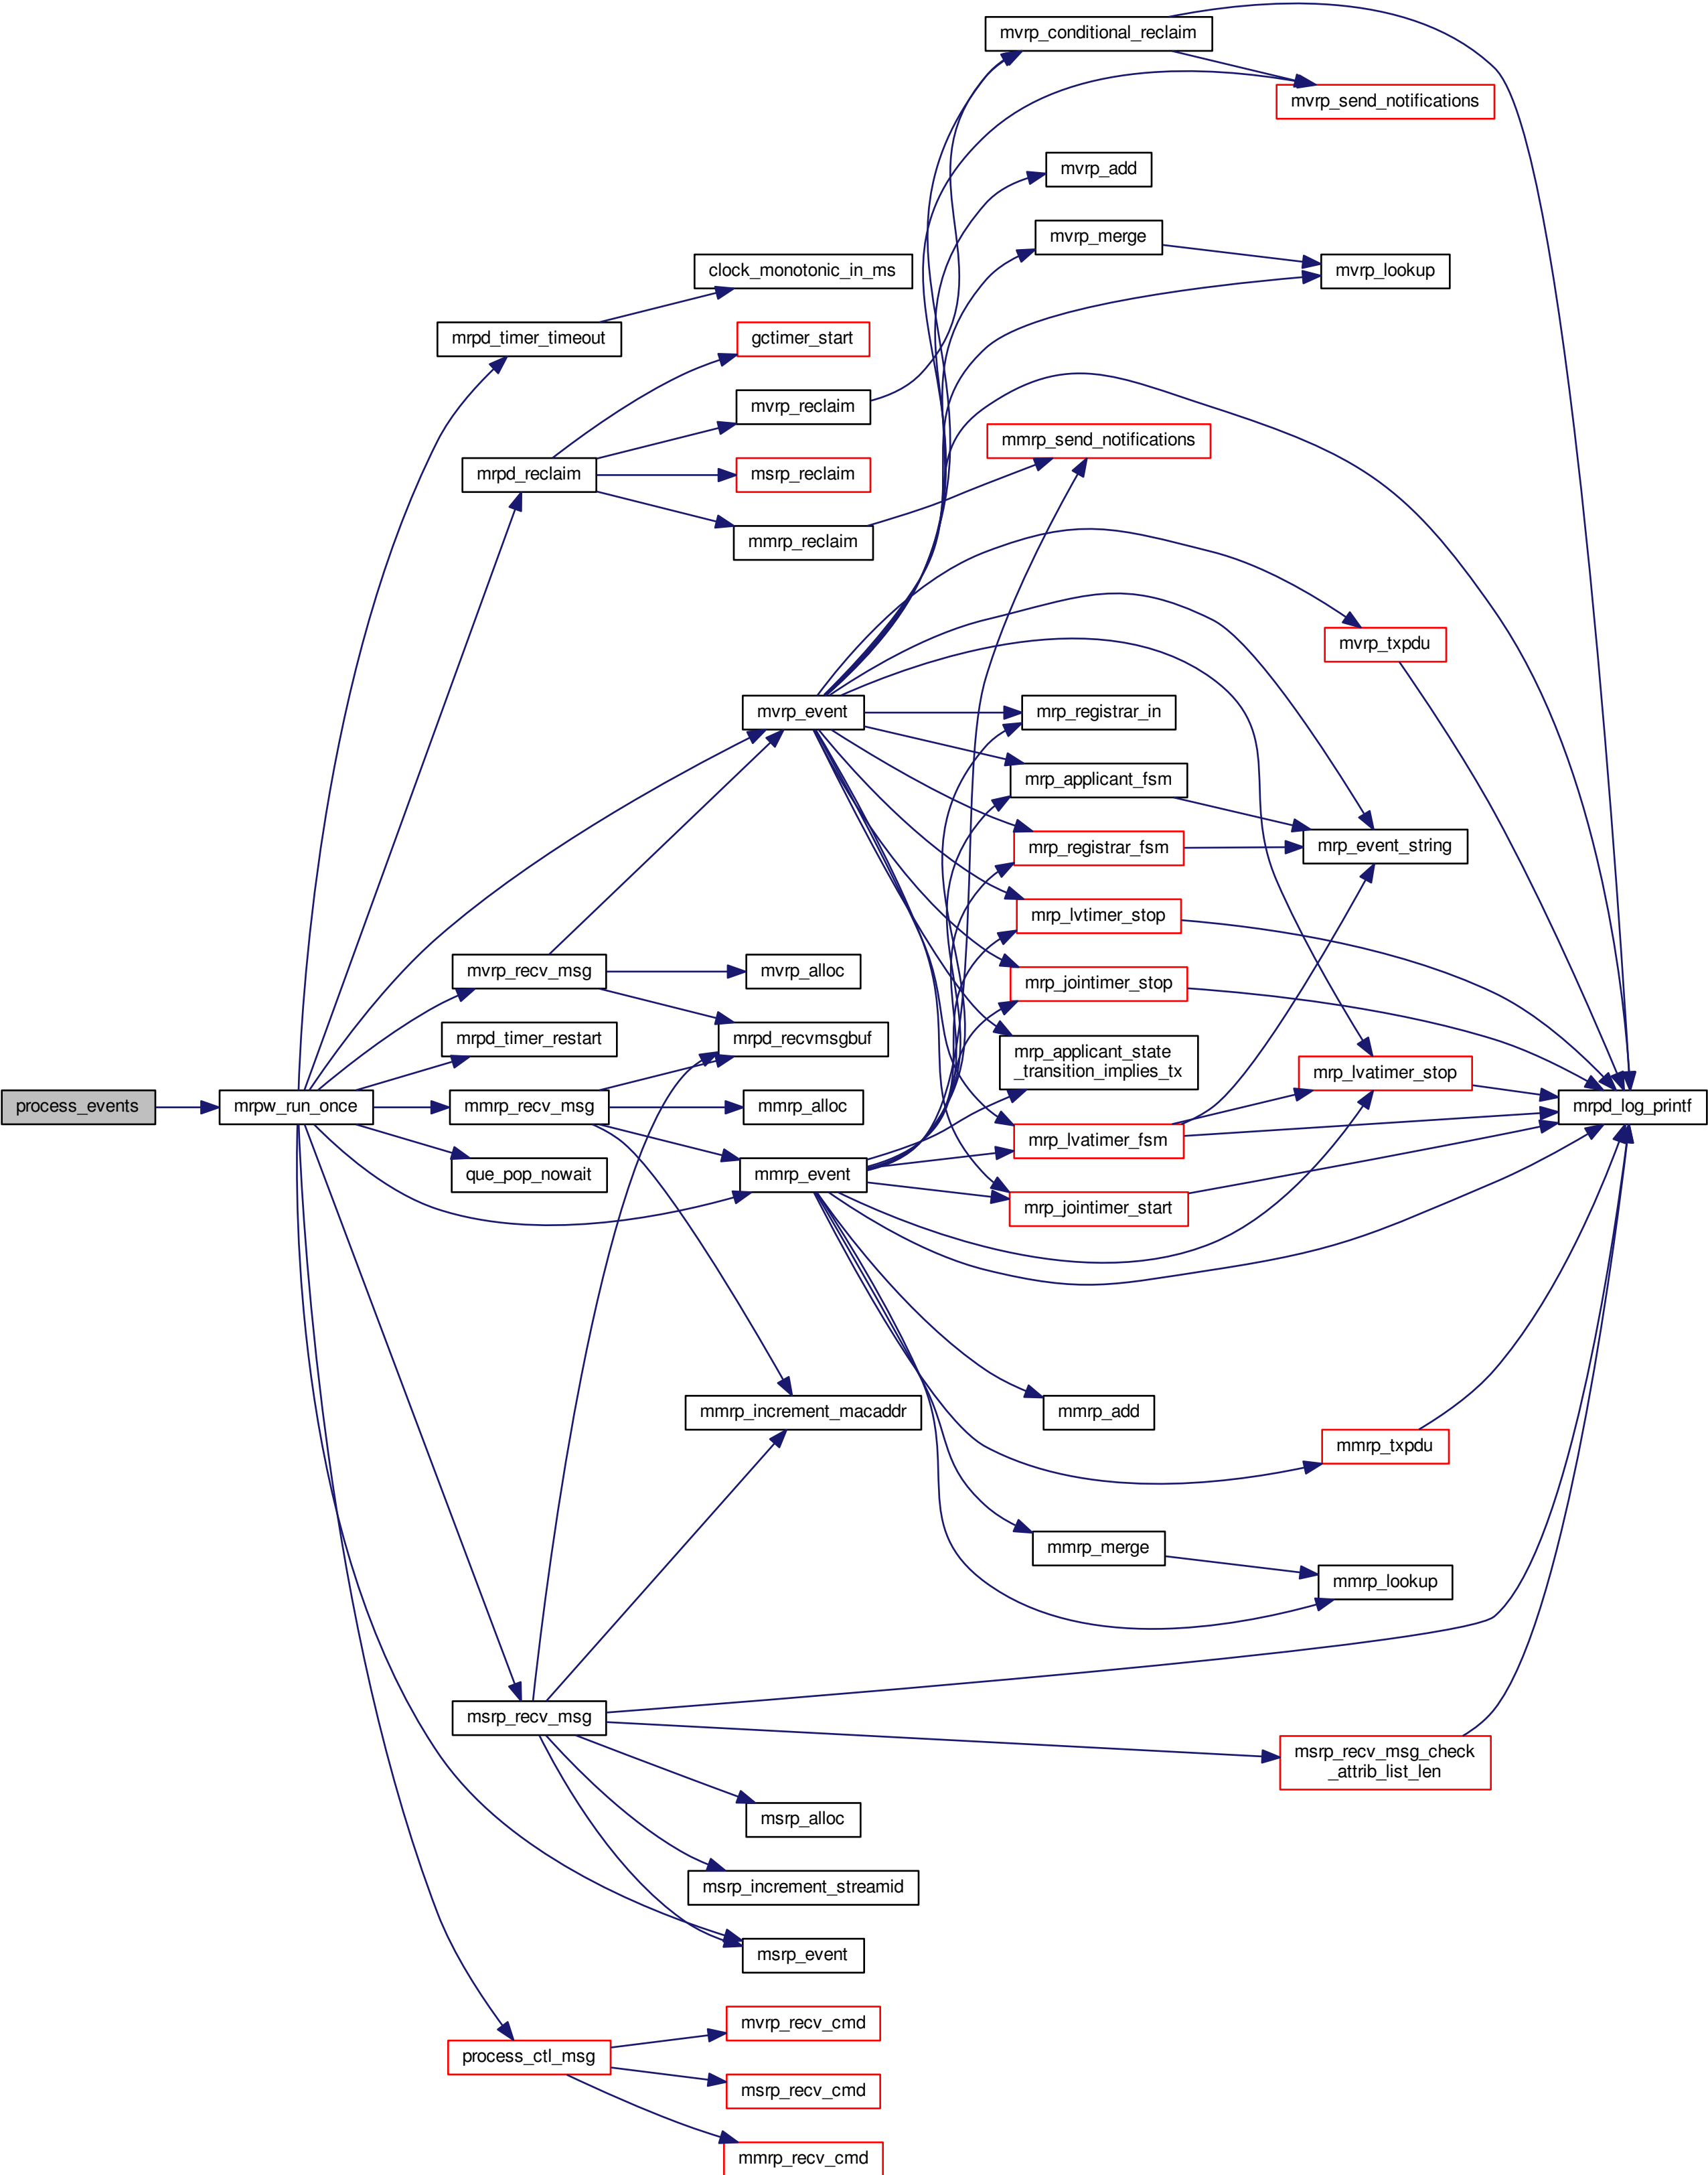 mvrp_conditional_reclaim
mvrp_send_notifications
mvrp_add
mvrp_merge
clock_monotonic_in_ms
mvrp_lookup
mrpd_timer_timeout
gctimer_start
mvrp_reclaim
mmrp_send_notifications
mrpd_reclaim
msrp_reclaim
mmrp_reclaim
mvrp_txpdu
mvrp_event
mrp_registrar_in
mrp_applicant_fsm
mrp_event_string
mrp_registrar_fsm
mrp_lvtimer_stop
mvrp_recv_msg
mvrp_alloc
mrp_jointimer_stop
mrpd_timer_restart
mrpd_recvmsgbuf
mrp_applicant_state
_transition_implies_tx
mrp_lvatimer_stop
process_events
mrpw_run_once
mmrp_recv_msg
mmrp_alloc
mrpd_log_printf
mrp_lvatimer_fsm
que_pop_nowait
mmrp_event
mrp_jointimer_start
mmrp_increment_macaddr
mmrp_add
mmrp_txpdu
mmrp_merge
mmrp_lookup
msrp_recv_msg
msrp_recv_msg_check
_attrib_list_len
msrp_alloc
msrp_increment_streamid
msrp_event
mvrp_recv_cmd
process_ctl_msg
msrp_recv_cmd
mmrp_recv_cmd